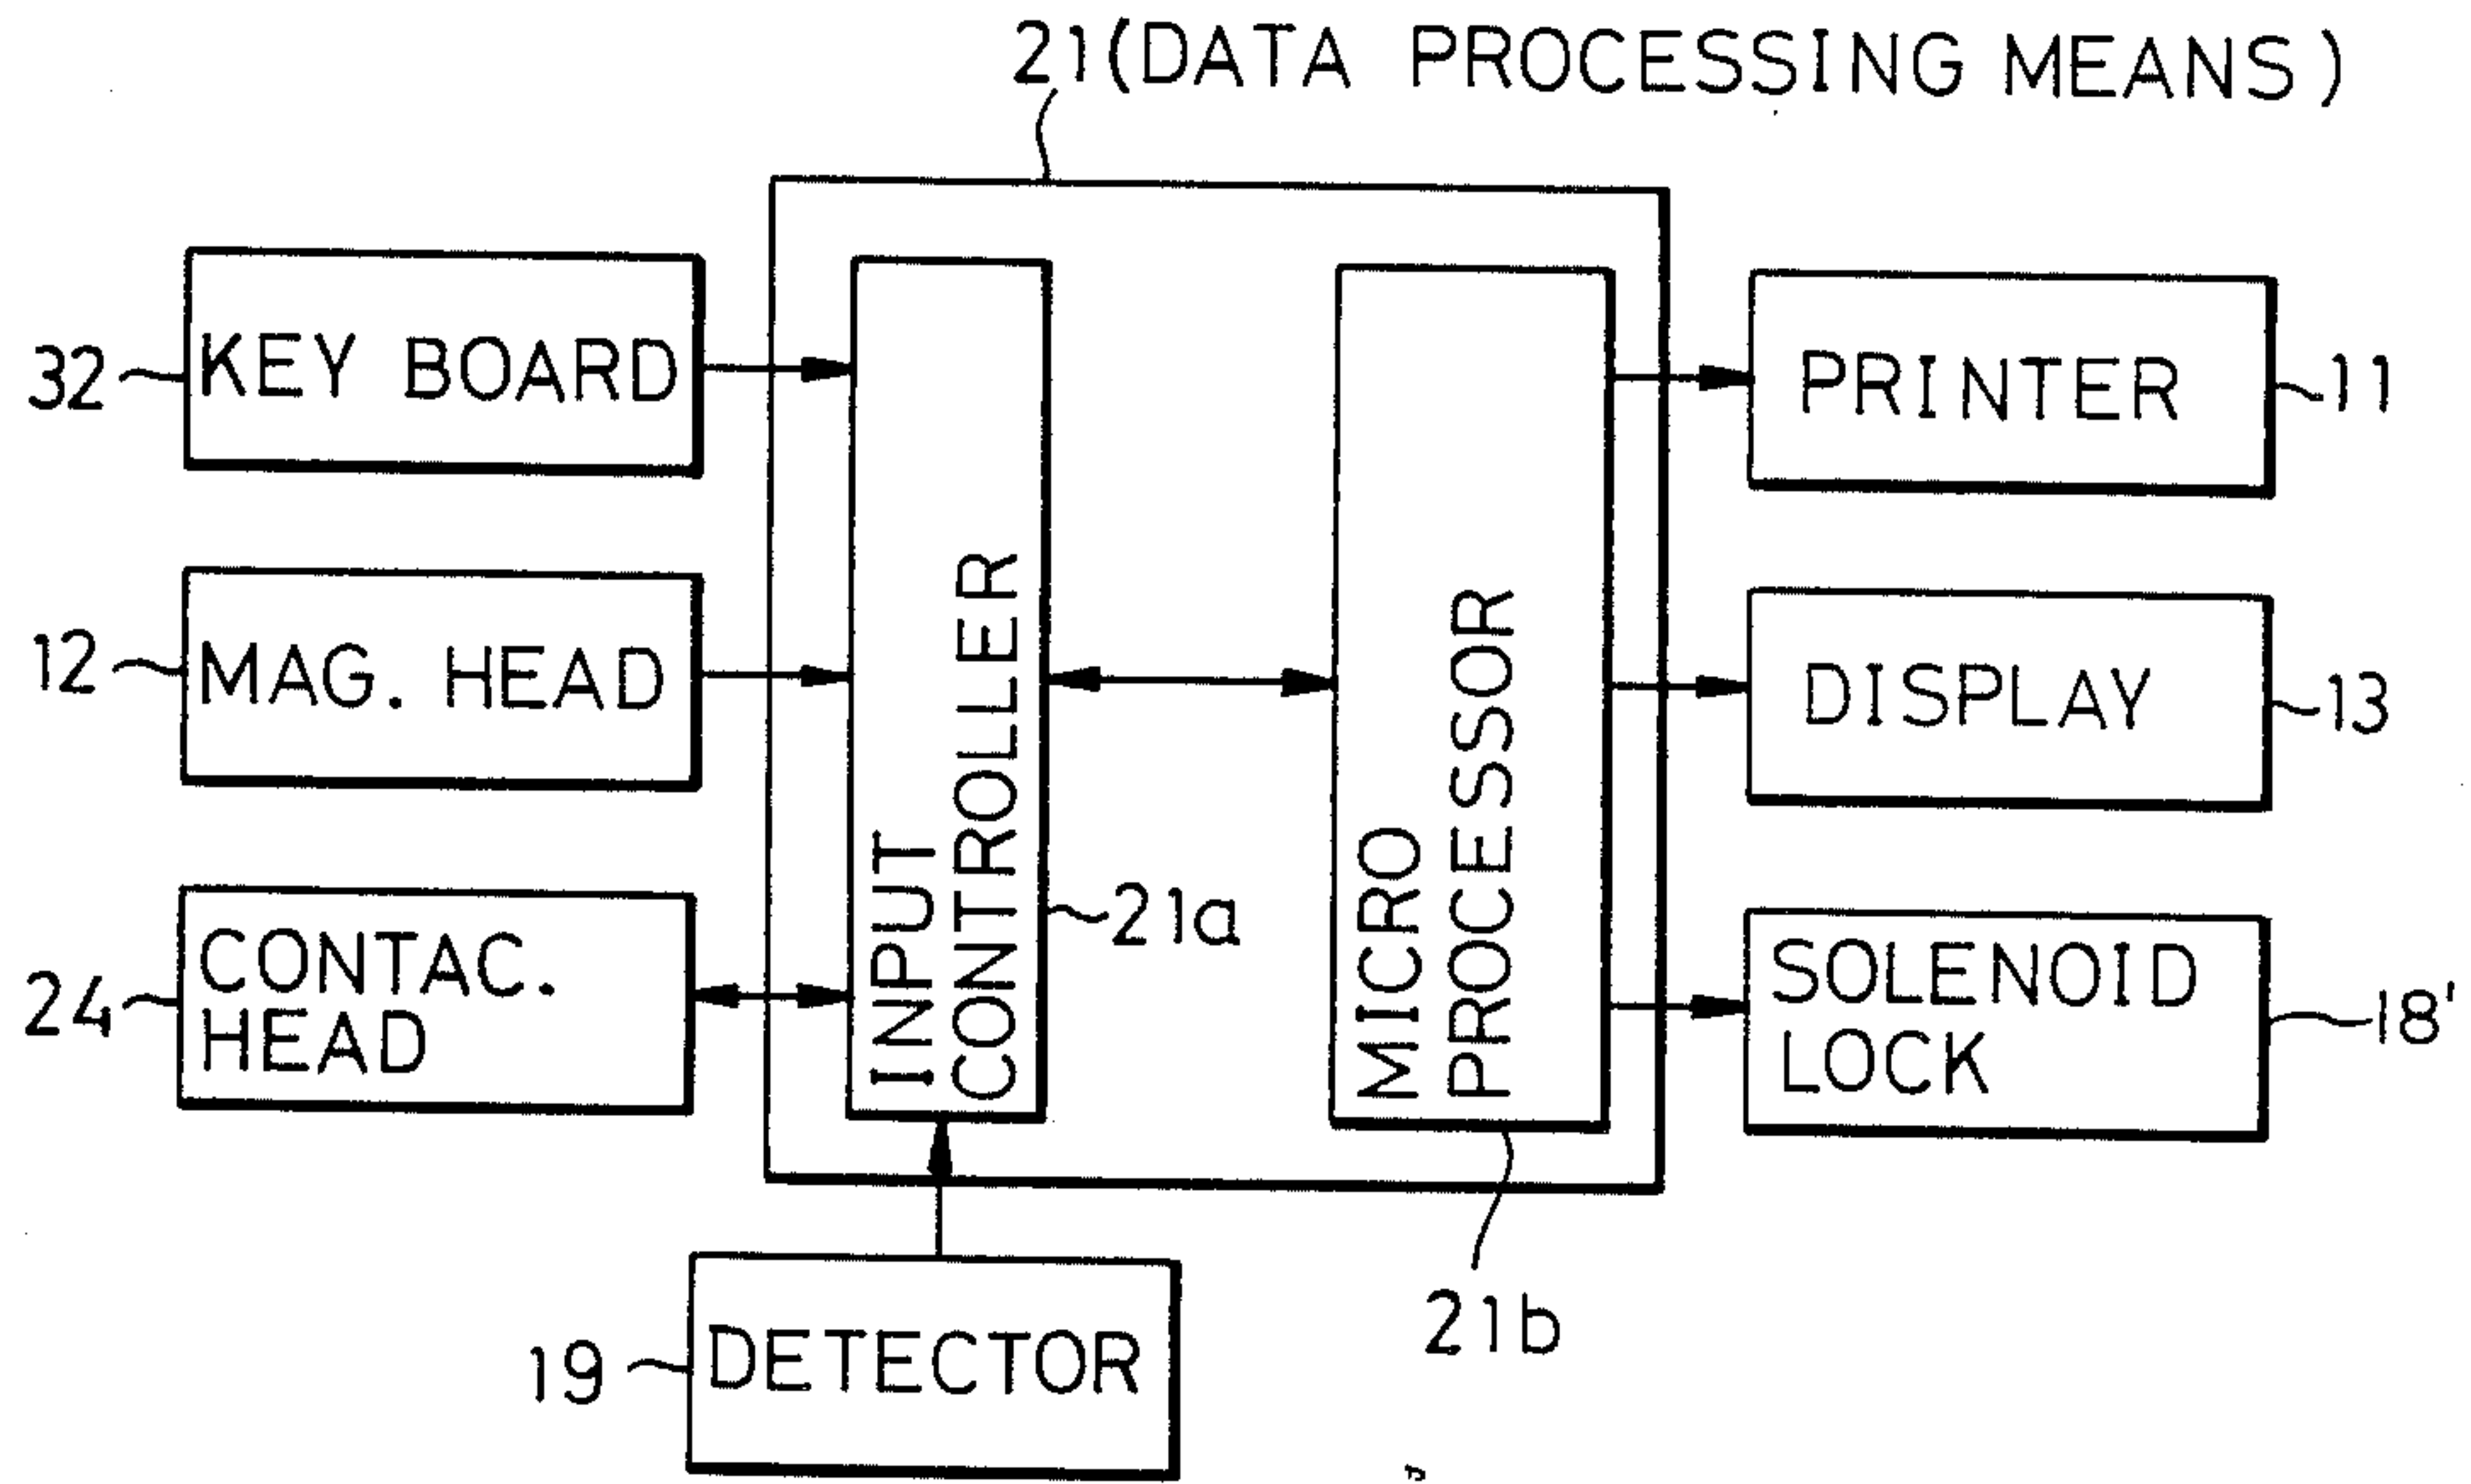 21(DATA PROCESSING MEANS)
32
KEY BOARD
PRINTER
11
12
MAG. HEAD
DISPLAY
13
24
CONTAC.
HEAD
INPUT
CONTROLLER
21a
MICRO
PROCESSOR
SOLENOID
LOCK
18'
21b
19
DETECTOR